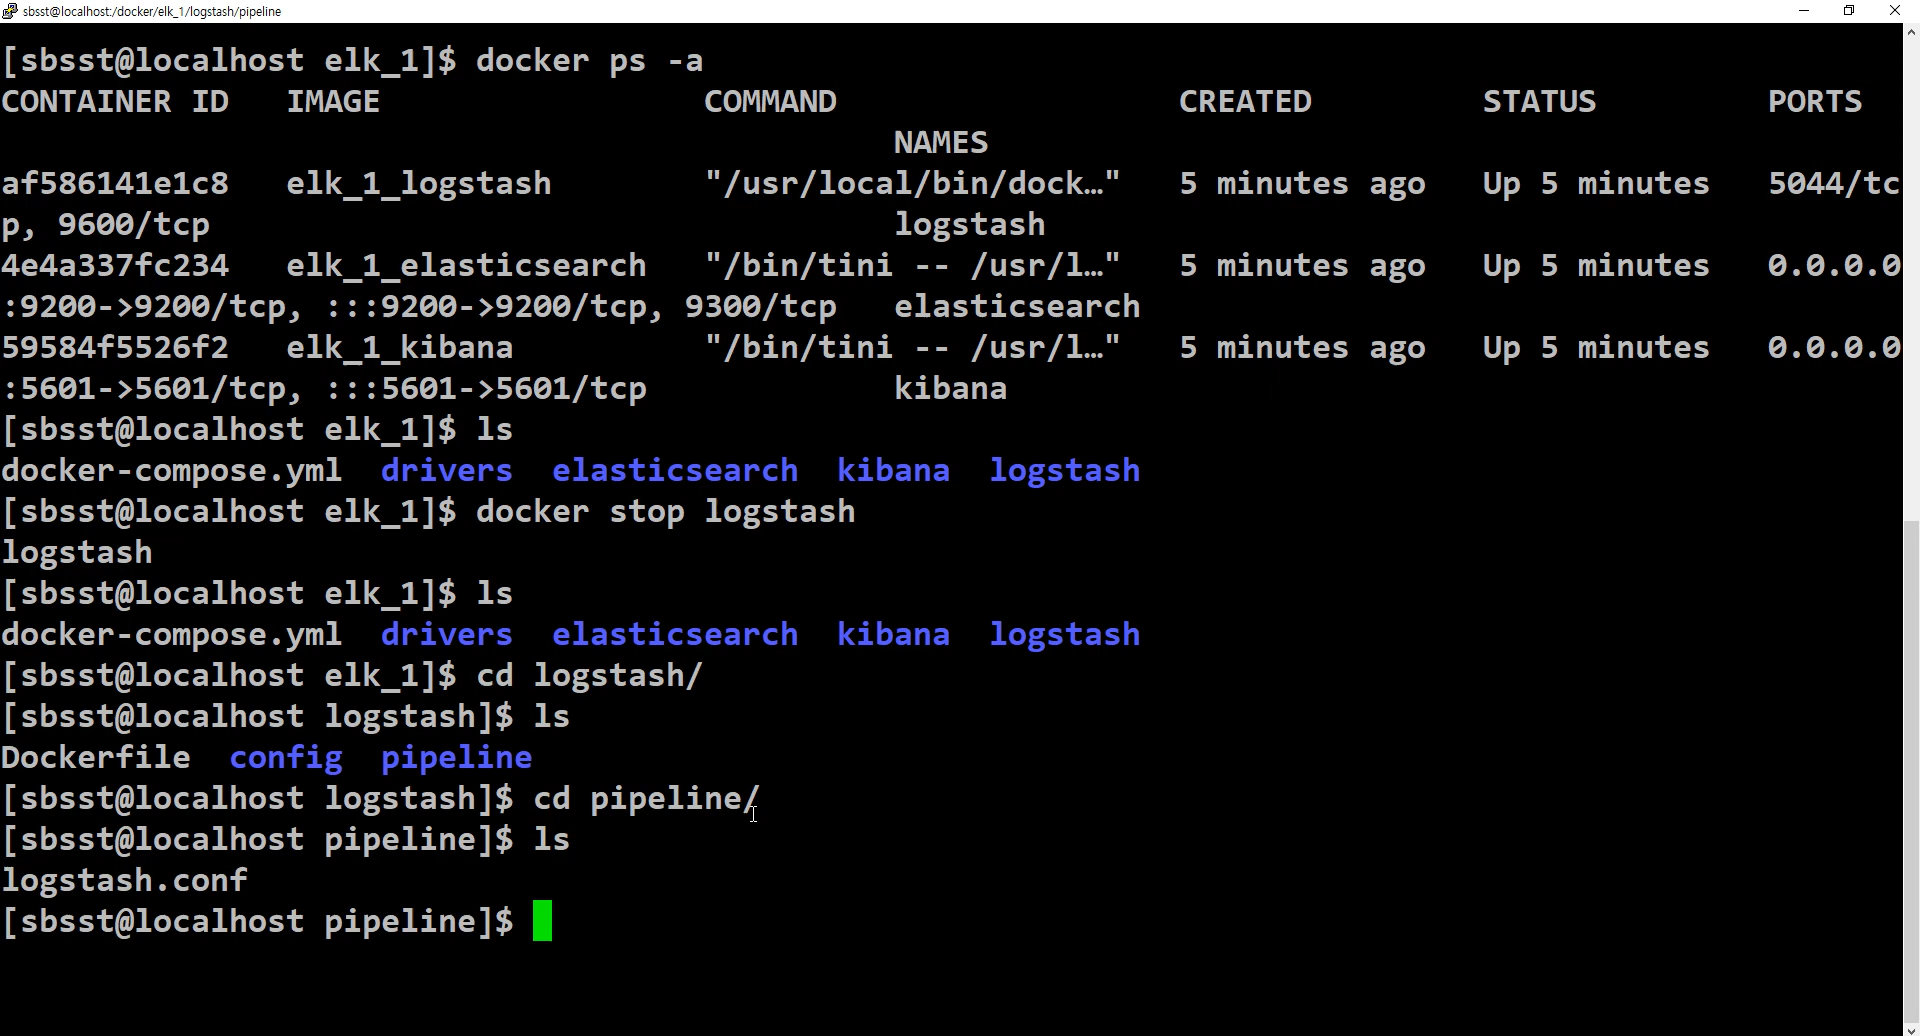 sbsst@localhost:/docker/elk_1/logstash/pipeline
[sbsst@localhost elk_1]$ docker ps -a
CONTAINER ID   IMAGE                 COMMAND                  CREATED         STATUS         PORTS
NAMES
af586141e1c8   elk_1_logstash        "/usr/local/bin/dock…"   5 minutes ago   Up 5 minutes   5044/tc
p, 9600/tcp                                    logstash
4e4a337fc234   elk_1_elasticsearch   "/bin/tini -- /usr/l…"   5 minutes ago   Up 5 minutes   0.0.0.0
:9200->9200/tcp, :::9200->9200/tcp, 9300/tcp   elasticsearch
59584f5526f2   elk_1_kibana          "/bin/tini -- /usr/l…"   5 minutes ago   Up 5 minutes   0.0.0.0
:5601->5601/tcp, :::5601->5601/tcp             kibana
[sbsst@localhost elk_1]$ ls
docker-compose.yml  drivers  elasticsearch  kibana  logstash
[sbsst@localhost elk_1]$ docker stop logstash
logstash
[sbsst@localhost elk_1]$ ls
docker-compose.yml  drivers  elasticsearch  kibana  logstash
[sbsst@localhost elk_1]$ cd logstash/
[sbsst@localhost logstash]$ ls
Dockerfile  config  pipeline
[sbsst@localhost logstash]$ cd pipeline/
[sbsst@localhost pipeline]$ ls
logstash.conf
[sbsst@localhost pipeline]$